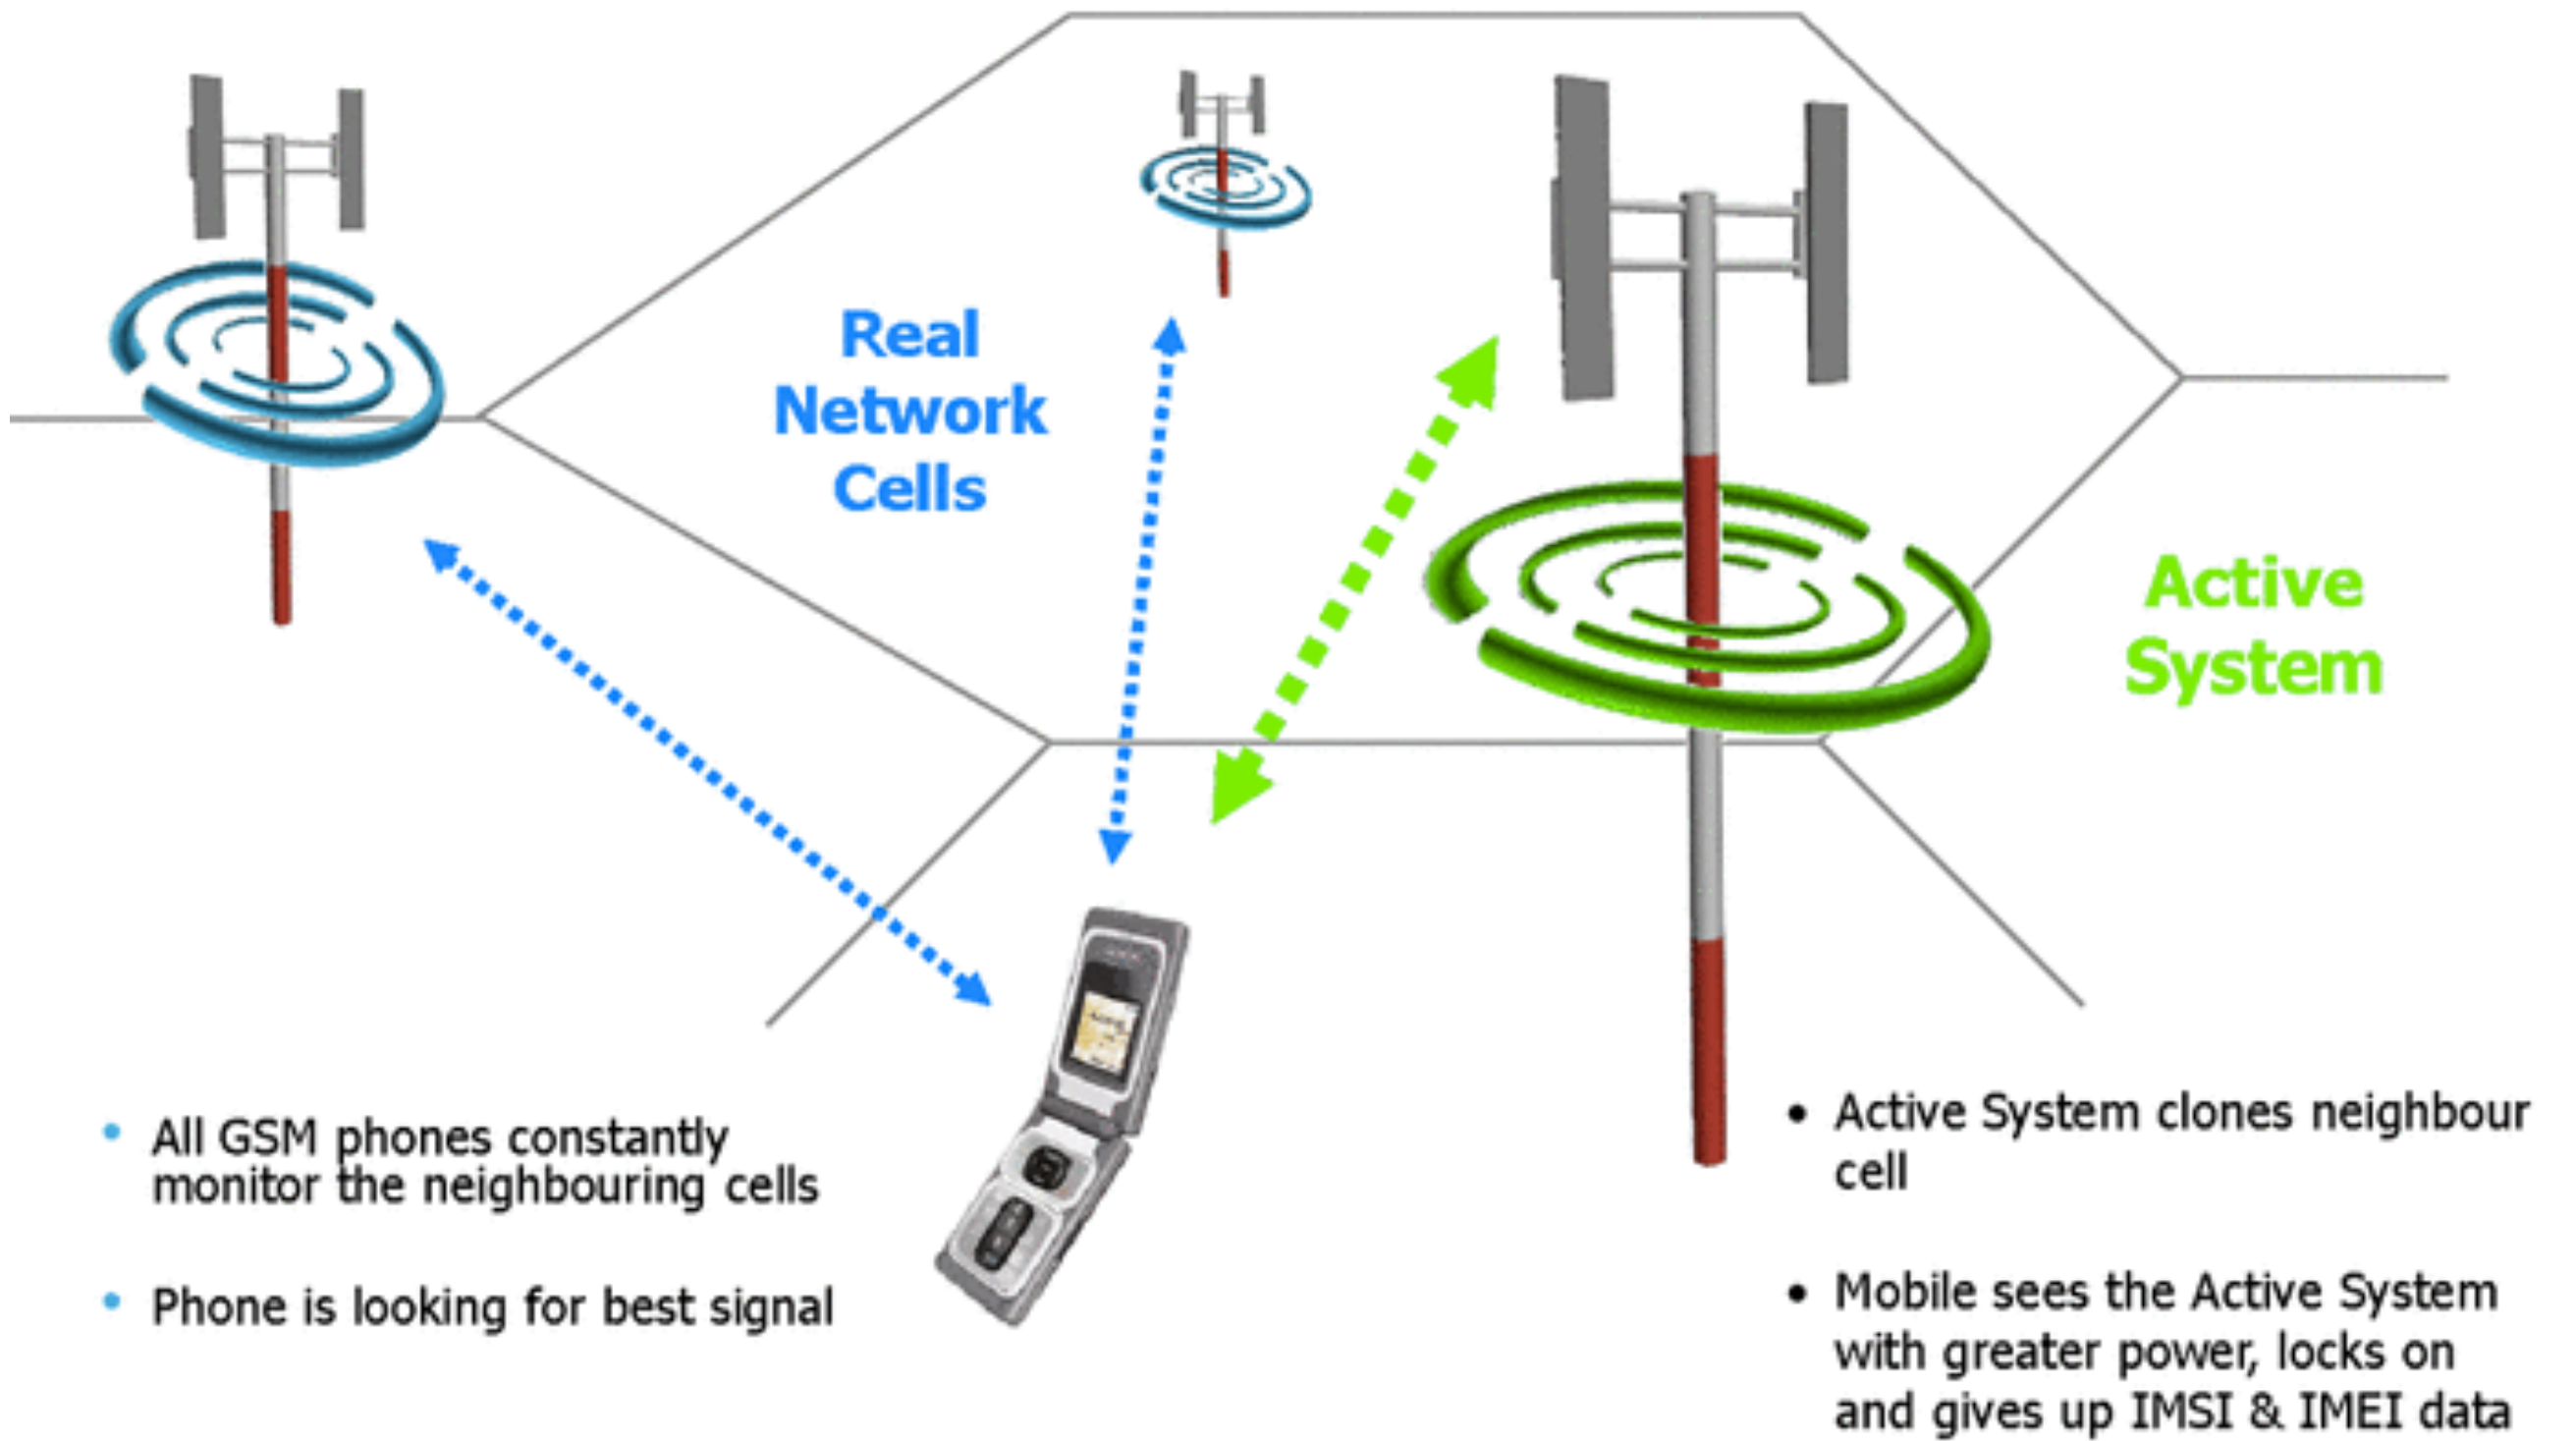 Real
Network
Cells
Active
System
All GSM phones constantly
monitor the neighbouring cells
Phone is looking for best signal
Active System clones neighbour
cell
Mobile sees the Active System
with greater power, locks on
and gives up IMSI & IMEI data